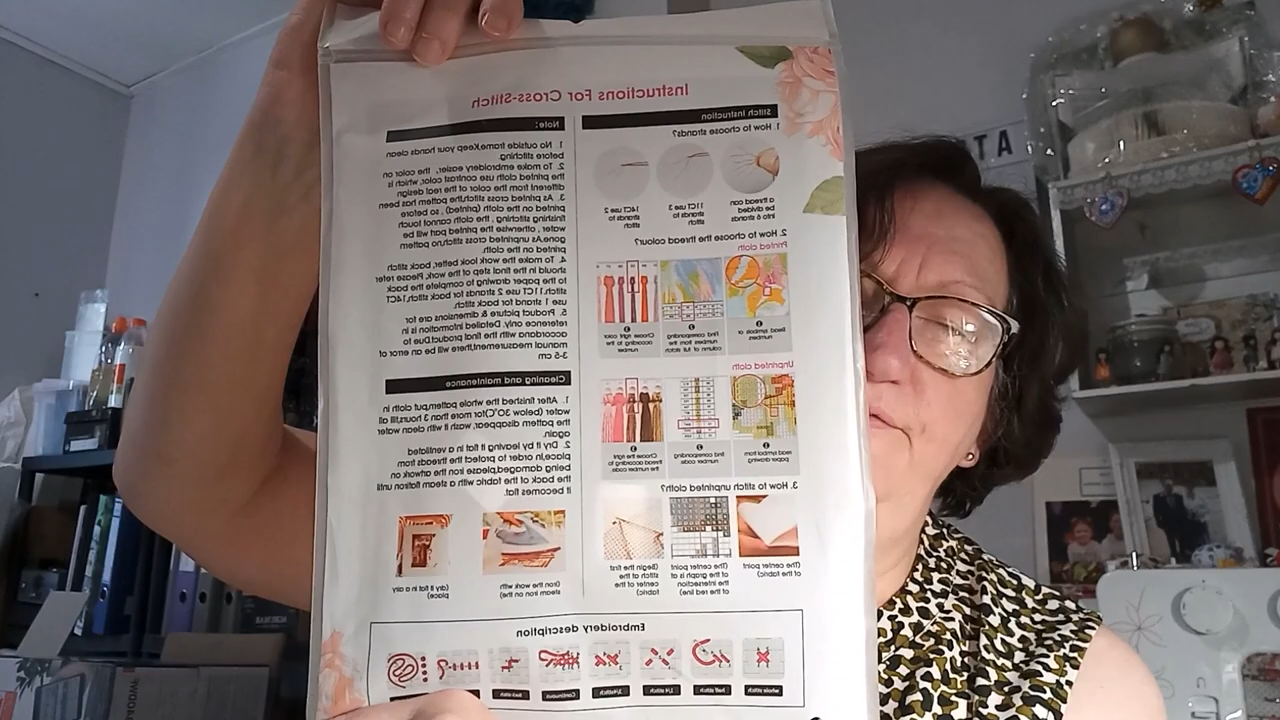 Instructions For Cross-Stitch
Stitch Instruction
1. How to choose strands?
a thread can
be divided
into 6 strands
11CT use 3
strands to
stitch
14CT use 2
strands to
stitch
2. How to choose the thread colour?
Printed cloth
Read
symbols or
numbers
Find corresponding
numbers from the
column of full stitch
Choose right color
according to the
number
Unprinted cloth
read symbol from
paper drawing
find corresponding
number code
Choose the
thread according to
the number code
3. How to stitch unprinted cloth?
(The center point
of the fabric)
(The center point
of the graph is at
the intersection
of the red line)
(Begin the first
stitch at the
center of the
fabric)
Note:
1. No outside frame.Keep your hands clean
before stitching.
2. To make embroidery easier, the color on
the printed cloth use contrast color, which is
different from the color of the real design
3. As printed cross stitch,the pattern has been
printed on the cloth (printed) , so before
finishing stitching , the cloth cannot touch
water , otherwise the printed pat will be
gone.As unprinted cross stitch,no pattern
printed on the cloth.
4. To make the work look better, back stitch
should in the final step of the work. Please refer
to the paper drawing to complete the back
stitch.11CT use 2 strands for back stitch,14CT
use 1 strand for back stitch.
5. Product picture & dimensions are for
reference only, Detailed information is in
accordance with the final product.Due to
manual measurement,there will be an error of
3-5 cm
Cleaning and maintenance
1. After finished the whole pattern,put cloth in
water (below 30°C)for more than 3 hours,till all
the pattern disappear, wash it with clean water
again.
2. Dry it by leaving it flat in a ventilated
place,in order to protect the threads from
being damaged,please iron the artwork on
the back of the fabric with a steam flatiron until
it becomes flat.
(Iron the work with
steam iron on the)
(dry it flat in a airy
place)
Embroidery description
whole stitch
half stitch
1/4 stitch
3/4stitch
Continuous
Back stitch
TA